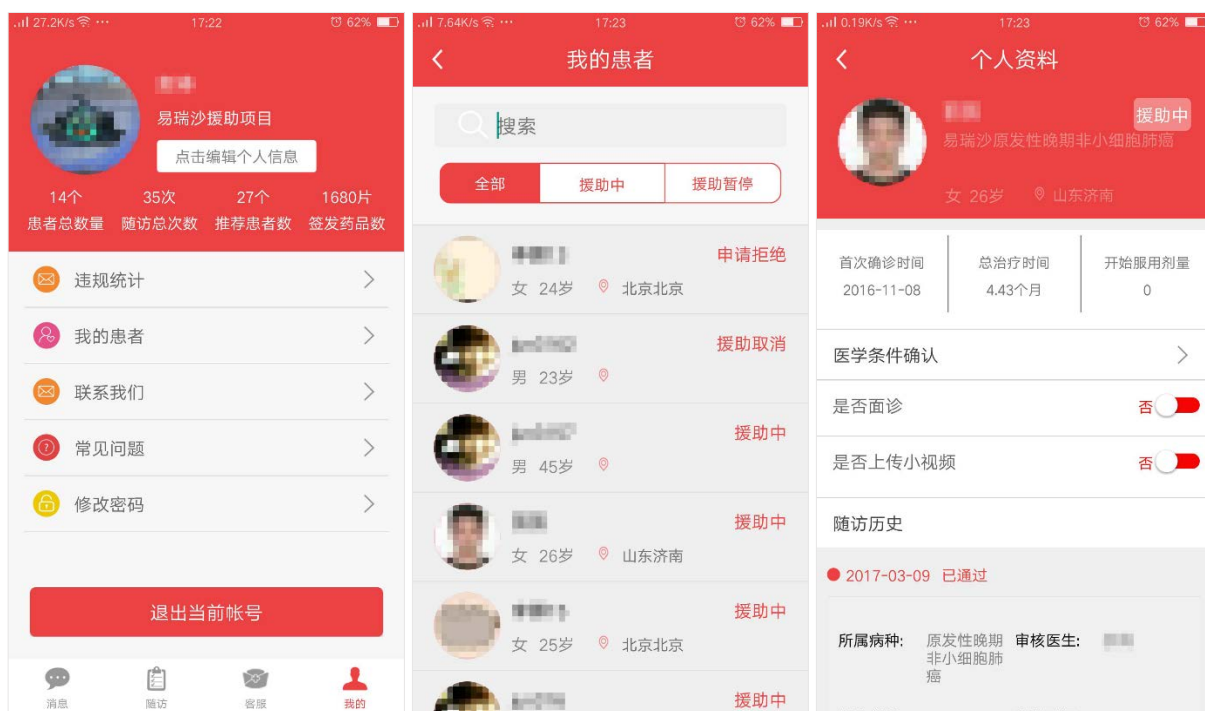 27.2K/s ··· 17:22 62%
易瑞沙援助项目
点击编辑个人信息
14个 35次 27个 1680片
患者总数量 随访总次数 推荐患者数 签发药品数
违规统计
我的患者
联系我们
常见问题
修改密码
退出当前帐号
消息 随访 客服 我的
7.64K/s ··· 17:23 62%
我的患者
搜索
全部 援助中 援助暂停
申请拒绝
女 24岁 北京北京
援助取消
男 23岁
援助中
男 45岁
援助中
女 26岁 山东济南
援助中
女 25岁 北京北京
援助中
0.19K/s ··· 17:23 62%
个人资料
援助中
易瑞沙原发性晚期非小细胞肺癌
女 26岁 山东济南
首次确诊时间 总治疗时间 开始服用剂量
2016-11-08 4.43个月 0
医学条件确认
是否面诊 否
是否上传小视频 否
随访历史
2017-03-09 已通过
所属病种: 原发性晚期 审核医生:
非小细胞肺
癌